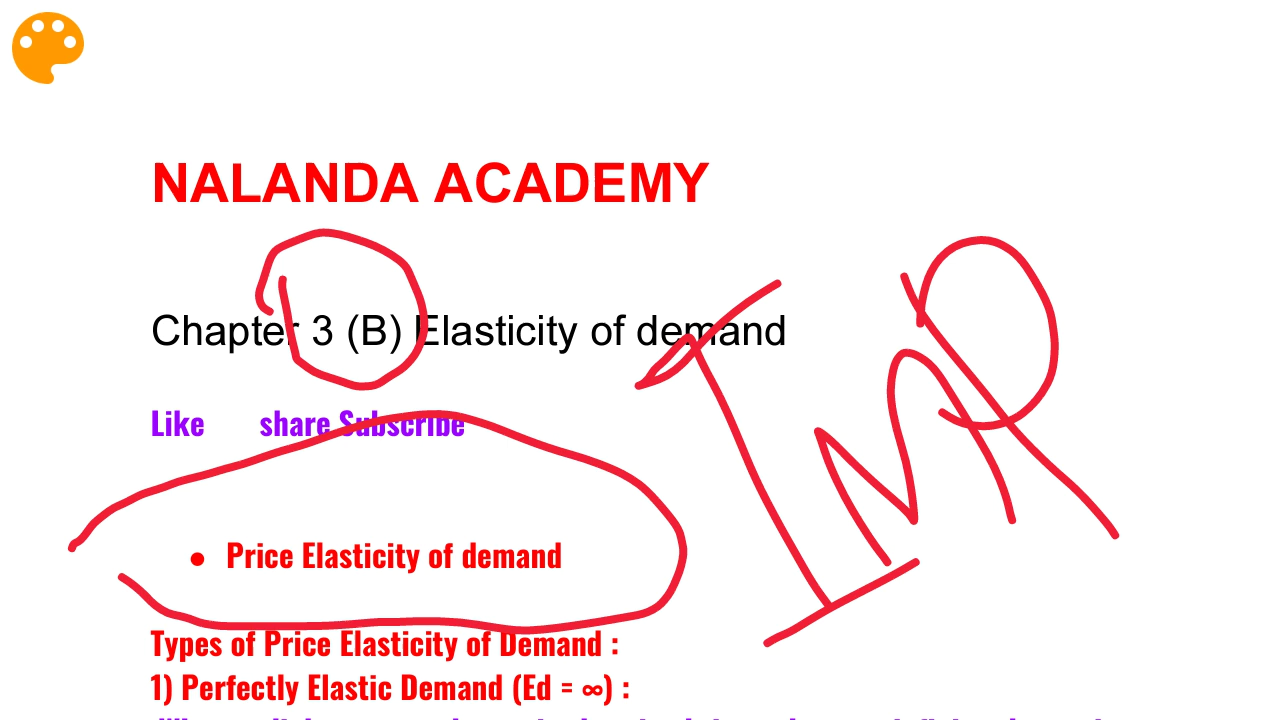 NALANDA ACADEMY
Chapter 3 (B) Elasticity of demand
IMP
Like share Subscribe
● Price Elasticity of demand
Types of Price Elasticity of Demand :
1) Perfectly Elastic Demand (Ed = ∞) :